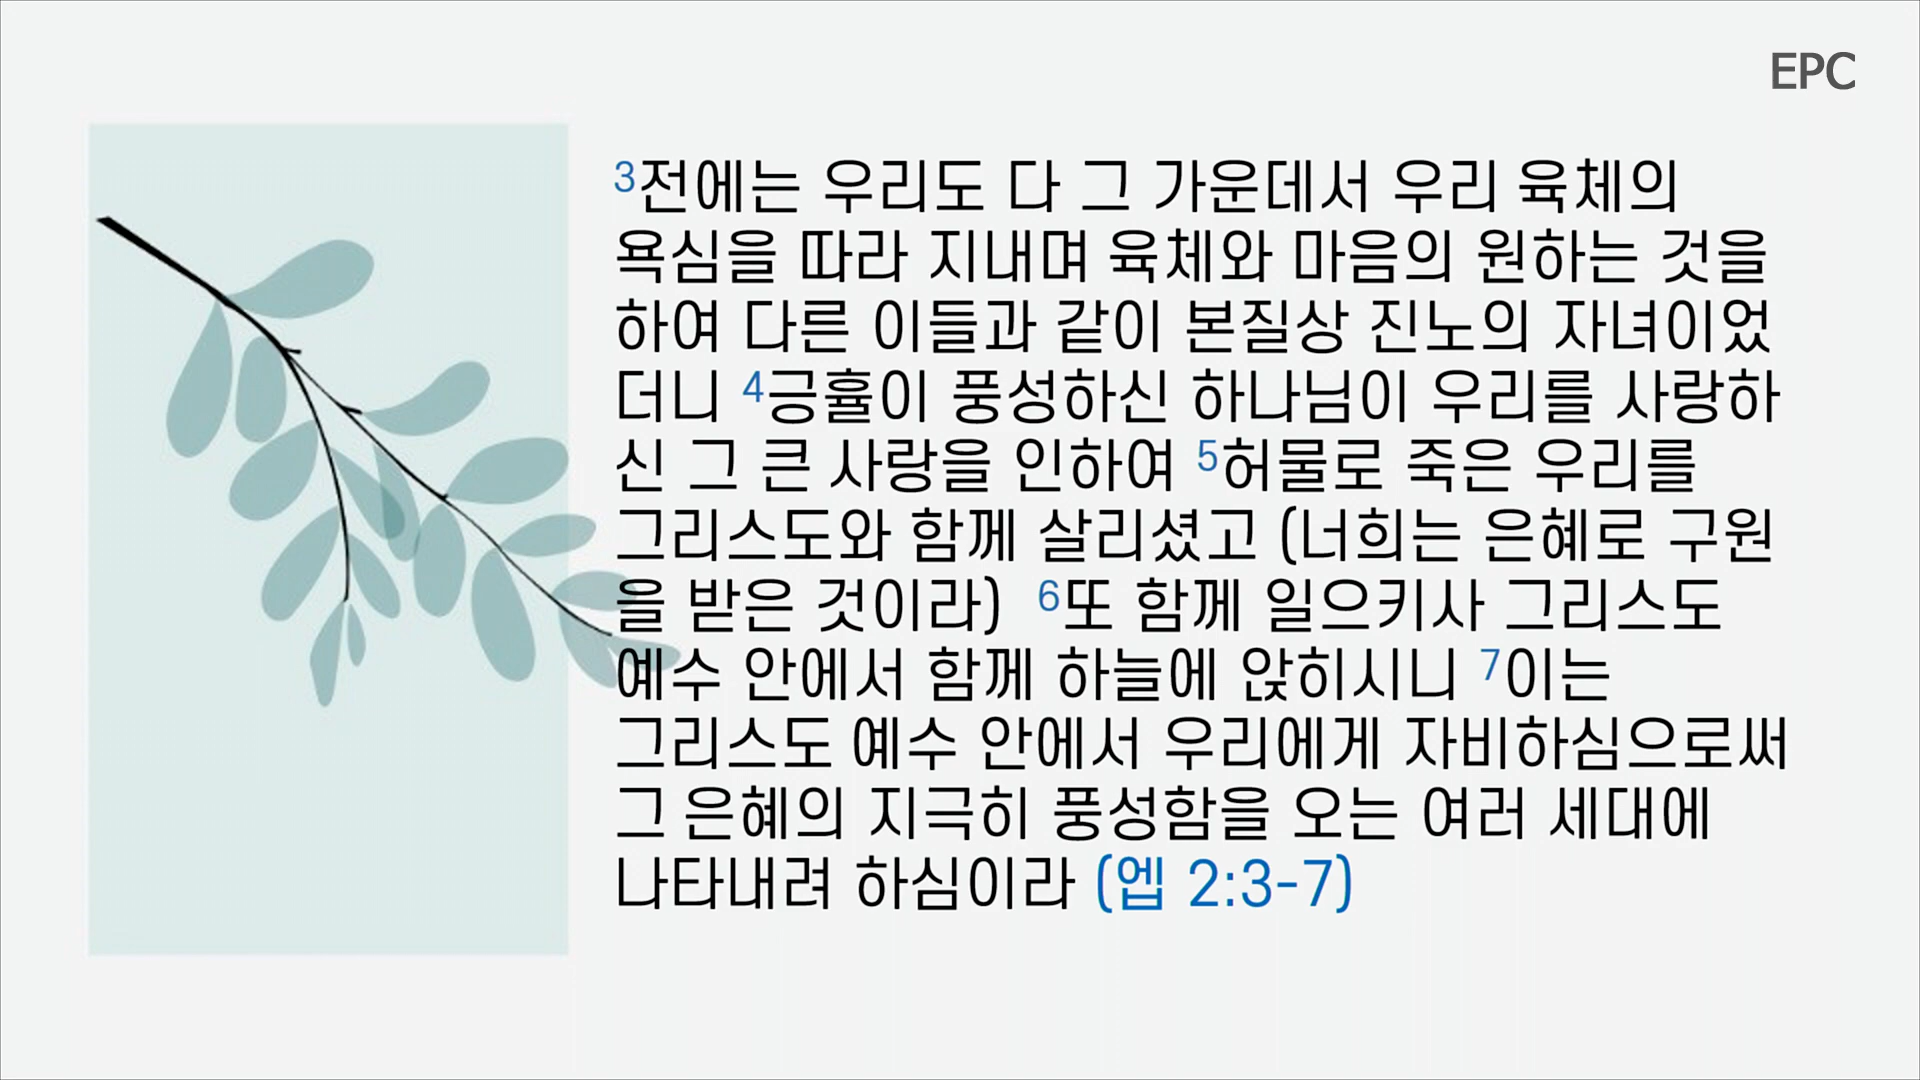 EPC
3전에는 우리도 다 그 가운데서 우리 육체의
욕심을 따라 지내며 육체와 마음의 원하는 것을
하여 다른 이들과 같이 본질상 진노의 자녀이었
더니 4긍휼이 풍성하신 하나님이 우리를 사랑하
신 그 큰 사랑을 인하여 5허물로 죽은 우리를
그리스도와 함께 살리셨고 (너희는 은혜로 구원
을 받은 것이라) 6또 함께 일으키사 그리스도
예수 안에서 함께 하늘에 앉히시니 7이는
그리스도 예수 안에서 우리에게 자비하심으로써
그 은혜의 지극히 풍성함을 오는 여러 세대에
나타내려 하심이라 (엡 2:3-7)